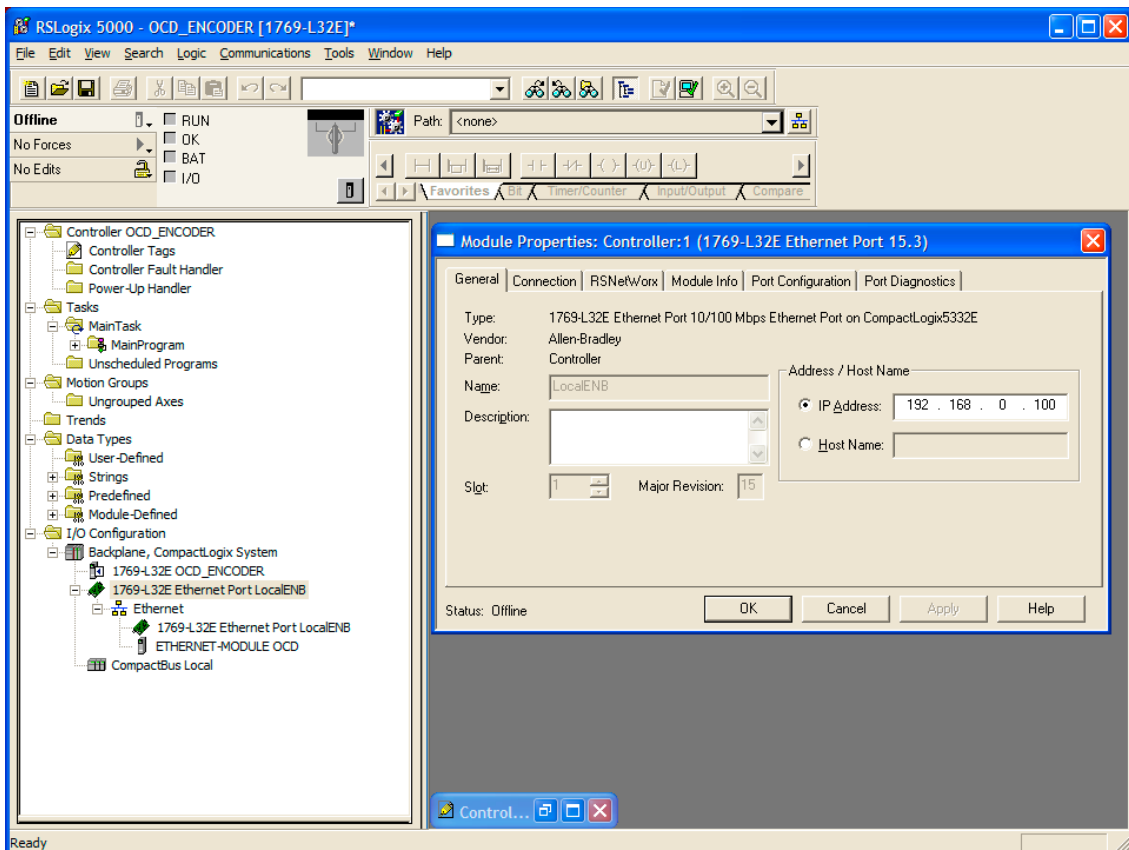 RSLogix 5000 - OCD_ENCODER [1769-L32E]*
File Edit View Search Logic Communications Tools Window Help
Offline
RUN
No Forces
OK
No Edits
BAT
I/O
Path: <none>
Favorites Bit Timer/Counter Input/Output Compare
Controller OCD_ENCODER
Controller Tags
Controller Fault Handler
Power-Up Handler
Tasks
MainTask
MainProgram
Unscheduled Programs
Motion Groups
Ungrouped Axes
Trends
Data Types
User-Defined
Strings
Predefined
Module-Defined
I/O Configuration
Backplane, CompactLogix System
1769-L32E OCD_ENCODER
1769-L32E Ethernet Port LocalENB
Ethernet
1769-L32E Ethernet Port LocalENB
ETHERNET-MODULE OCD
CompactBus Local
Module Properties: Controller:1 (1769-L32E Ethernet Port 15.3)
General Connection RSNetWorx Module Info Port Configuration Port Diagnostics
Type: 1769-L32E Ethernet Port 10/100 Mbps Ethernet Port on CompactLogix5332E
Vendor: Allen-Bradley
Parent: Controller
Name: LocalENB
Description:
Slot: 1 Major Revision: 15
Address / Host Name
IP Address: 192 . 168 . 0 . 100
Host Name:
Status: Offline
OK Cancel Apply Help
Control...
Ready